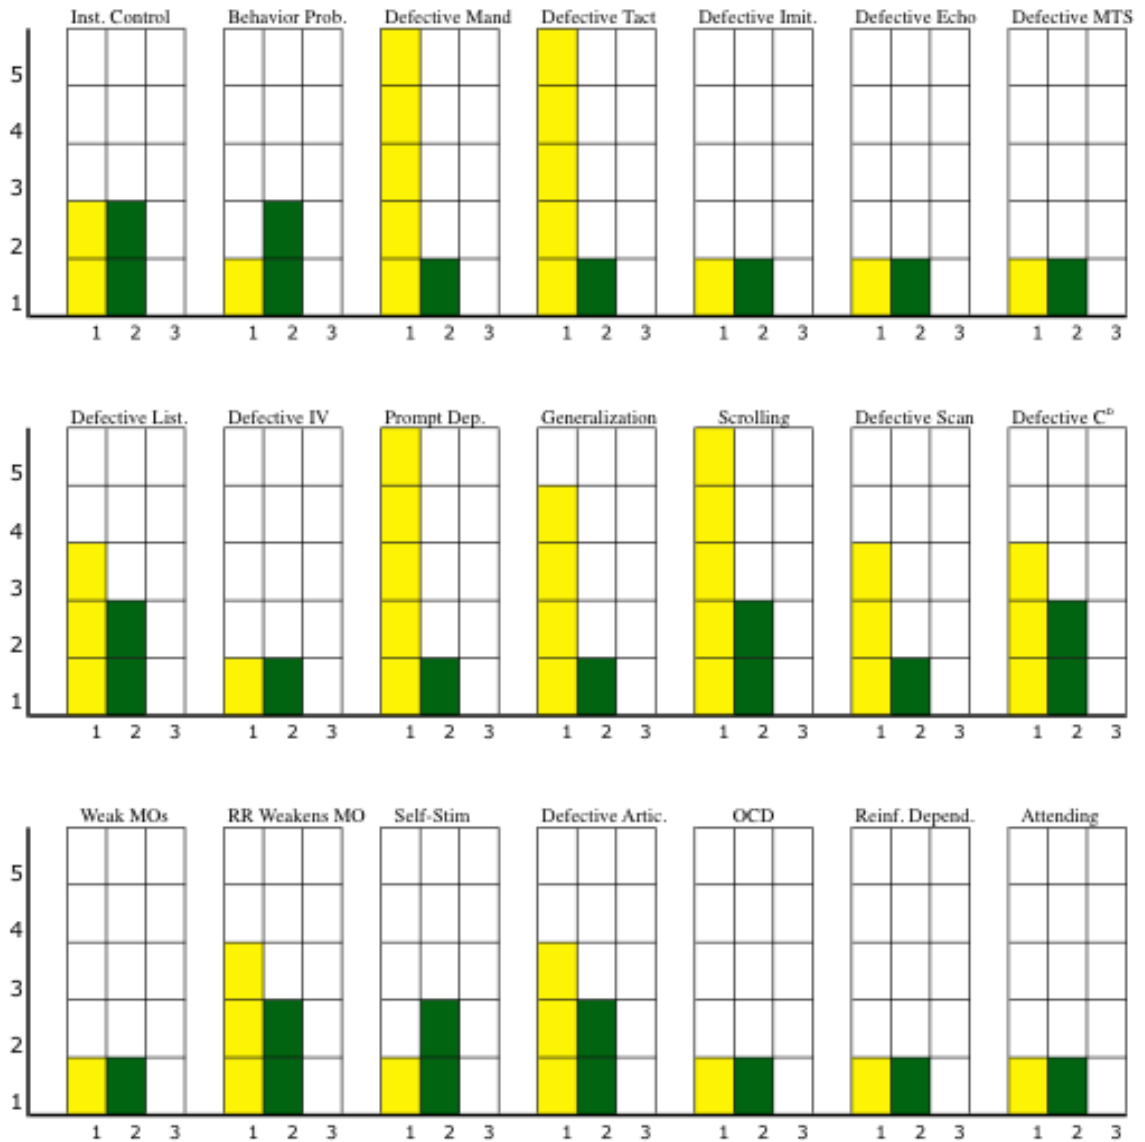 Inst. Control Behavior Prob. Defective Mand Defective Tact Defective Imit. Defective Echo Defective MTS
5
4
3
2
1
1 2 3 1 2 3 1 2 3 1 2 3 1 2 3 1 2 3 1 2 3
Defective List. Defective IV Prompt Dep. Generalization Scrolling Defective Scan Defective Cᴰ
5
4
3
2
1
1 2 3 1 2 3 1 2 3 1 2 3 1 2 3 1 2 3 1 2 3
Weak MOs RR Weakens MO Self-Stim Defective Artic. OCD Reinf. Depend. Attending
5
4
3
2
1
1 2 3 1 2 3 1 2 3 1 2 3 1 2 3 1 2 3 1 2 3